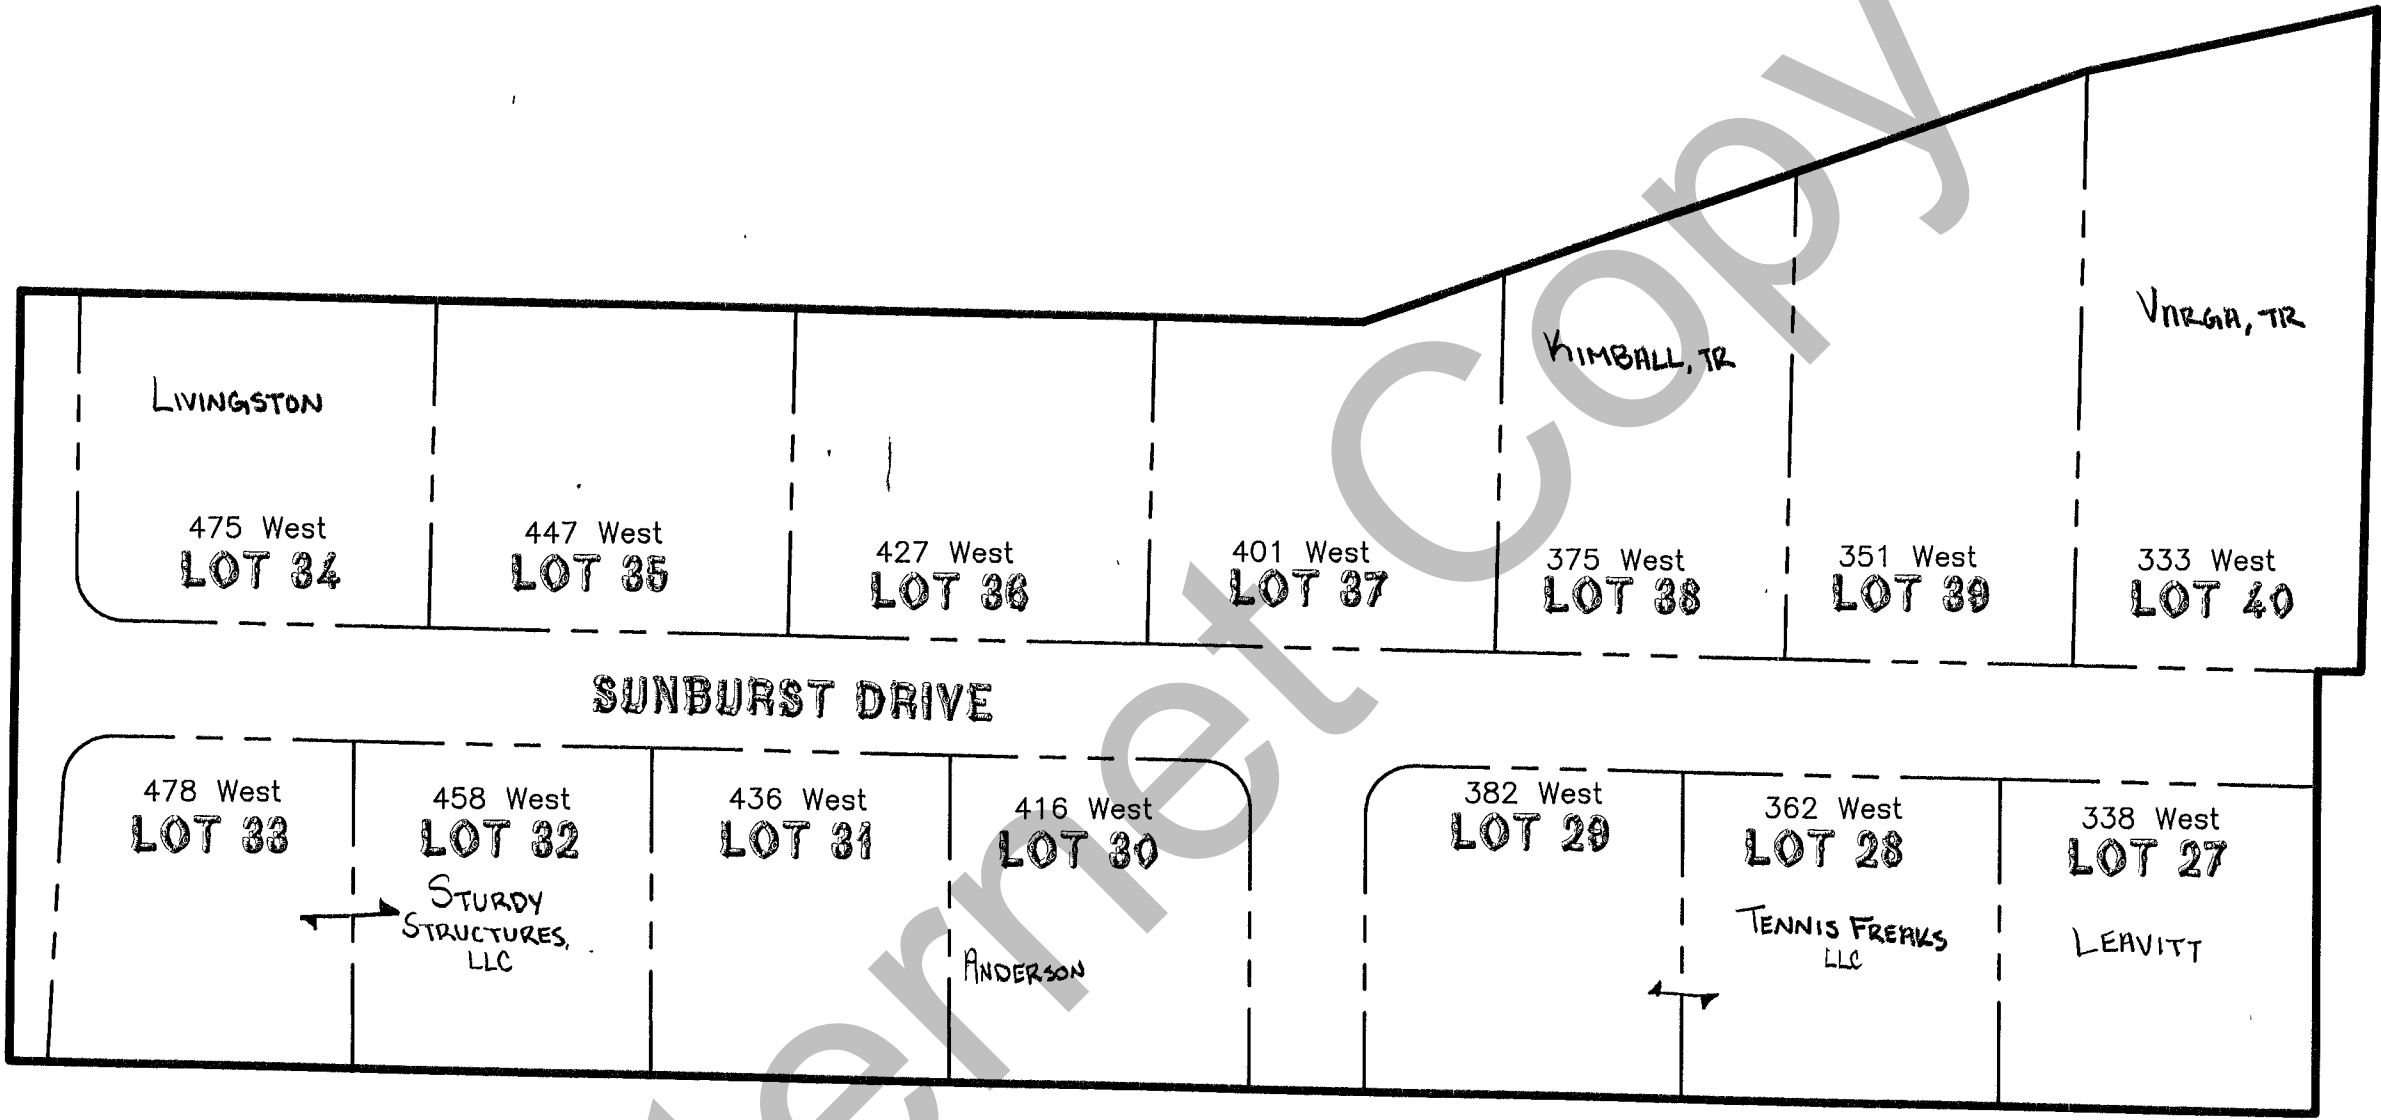 VARGA, TR
KIMBALL, TR
LIVINGSTON
475 West
LOT 34
447 West
LOT 35
427 West
LOT 36
401 West
LOT 37
375 West
LOT 38
351 West
LOT 39
333 West
LOT 40
SUNBURST DRIVE
478 West
LOT 33
458 West
LOT 32
STURDY
STRUCTURES,
LLC
436 West
LOT 31
416 West
LOT 30
ANDERSON
382 West
LOT 29
362 West
LOT 28
TENNIS FREAKS
LLC
338 West
LOT 27
LEAVITT
ernet Copy